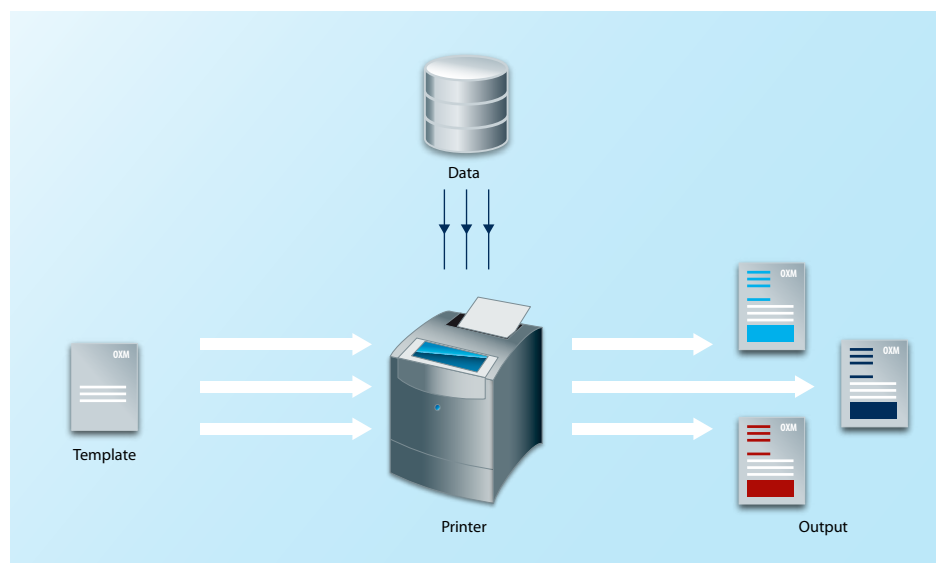 Data
OXM
OXM
OXM
OXM
Template
Printer
Output